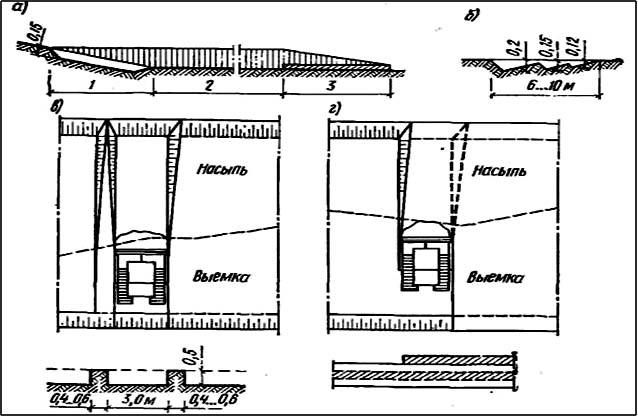 а)
0,15
1 2 3
б)
0,2 0,15 0,12
6...10 м
в)
Насыпь
Выемка
0,5
0,4...0,6 3,0 м 0,4...0,6
г)
Насыпь
Выемка